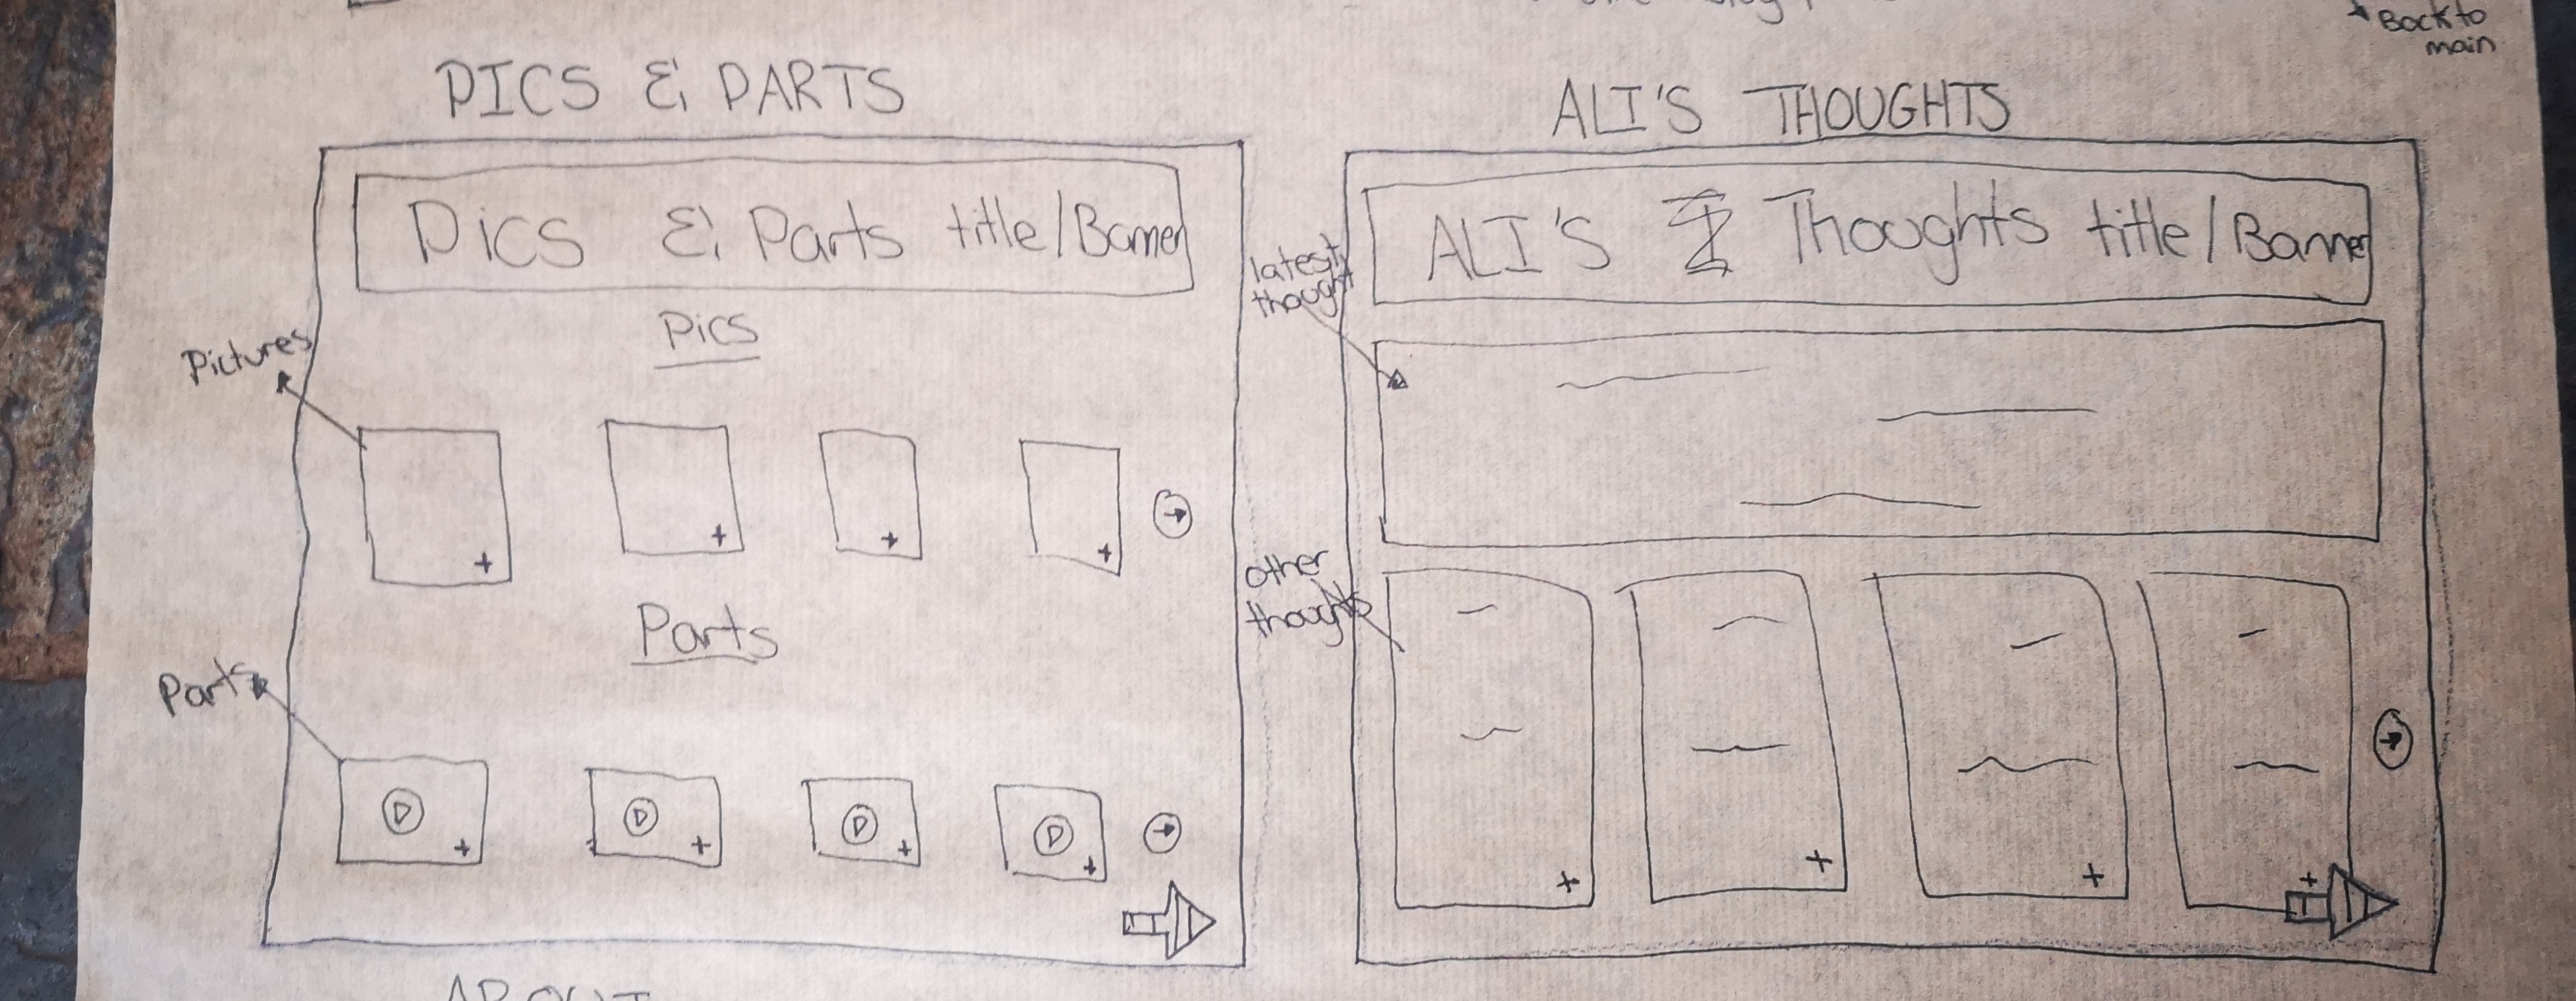 Back to
main
PICS & PARTS
Pics & Parts title/Banner
Pics
Pictures
Parts
Parts
ALI'S THOUGHTS
ALI'S Thoughts title/Banner
latest
thought
other
thoughts
ABOUT